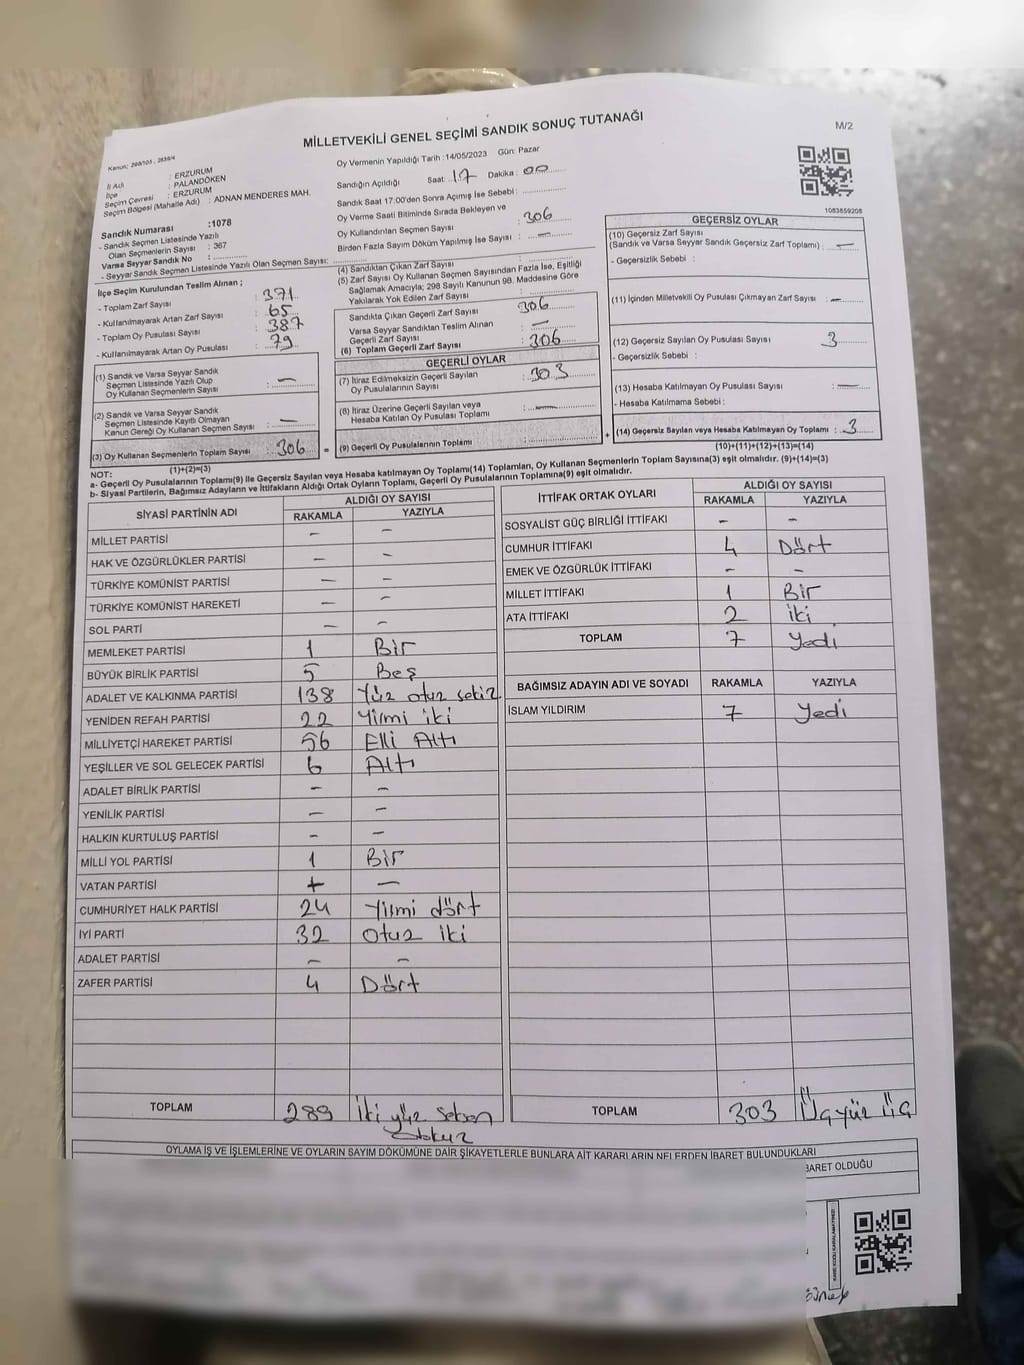 MİLLETVEKİLİ GENEL SEÇİMİ SANDIK SONUÇ TUTANAĞI
M/2
Kanun; 298/105 , 2839/4
İl Adı : ERZURUM
İlçe : PALANDÖKEN
Seçim Çevresi : ERZURUM
Seçim Bölgesi (Mahalle Adı) : ADNAN MENDERES MAH.
Sandık Numarası :1078
- Sandık Seçmen Listesinde Yazılı
Olan Seçmenlerin Sayısı : 367
Varsa Seyyar Sandık No :
- Seyyar Sandık Seçmen Listesinde Yazılı Olan Seçmen Sayısı:
Oy Vermenin Yapıldığı Tarih :14/05/2023 Gün: Pazar
Sandığın Açıldığı Saat: 17 Dakika : 00
Sandık Saat 17:00'den Sonra Açımış İse Sebebi :
Oy Verme Saati Bitiminde Sırada Bekleyen ve
Oy Kullandırılan Seçmen Sayısı : 306
Birden Fazla Sayım Döküm Yapılmış İse Sayısı : —
1083859208
İlçe Seçim Kurulundan Teslim Alınan ;
- Toplam Zarf Sayısı : 371
- Kullanılmayarak Artan Zarf Sayısı : 65
- Toplam Oy Pusulası Sayısı : 387
- Kullanılmayarak Artan Oy Pusulası : 79
(1) Sandık ve Varsa Seyyar Sandık
Seçmen Listesinde Yazılı Olup
Oy Kullanan Seçmenlerin Sayısı : —
(2) Sandık ve Varsa Seyyar Sandık
Seçmen Listesinde Kayıtlı Olmayan
Kanun Gereği Oy Kullanan Seçmen Sayısı : —
(3) Oy Kullanan Seçmenlerin Toplam Sayısı : 306
(1)+(2)=(3)
(4) Sandıktan Çıkan Zarf Sayısı
(5) Zarf Sayısı Oy Kullanan Seçmen Sayısından Fazla İse, Eşitliği
Sağlamak Amacıyla; 298 Sayılı Kanunun 98. Maddesine Göre
Yakılarak Yok Edilen Zarf Sayısı
Sandıkta Çıkan Geçerli Zarf Sayısı : 306
Varsa Seyyar Sandıktan Teslim Alınan
Geçerli Zarf Sayısı : —
(6) Toplam Geçerli Zarf Sayısı : 306
GEÇERLİ OYLAR
(7) İtiraz Edilmeksizin Geçerli Sayılan
Oy Pusulalarının Sayısı : 303
(8) İtiraz Üzerine Geçerli Sayılan veya
Hesaba Katılan Oy Pusulası Toplamı : —
= (9) Geçerli Oy Pusulalarının Toplamı :
GEÇERSİZ OYLAR
(10) Geçersiz Zarf Sayısı
(Sandık ve Varsa Seyyar Sandık Geçersiz Zarf Toplamı) : —
- Geçersizlik Sebebi :
(11) İçinden Milletvekili Oy Pusulası Çıkmayan Zarf Sayısı : —
(12) Geçersiz Sayılan Oy Pusulası Sayısı : 3
- Geçersizlik Sebebi :
(13) Hesaba Katılmayan Oy Pusulası Sayısı : —
- Hesaba Katılmama Sebebi :
+ (14) Geçersiz Sayılan veya Hesaba Katılmayan Oy Toplamı : 3
(10)+(11)+(12)+(13)=(14)
NOT:
a- Geçerli Oy Pusulalarının Toplamı(9) ile Geçersiz Sayılan veya Hesaba katılmayan Oy Toplamı(14) Toplamları, Oy Kullanan Seçmenlerin Toplam Sayısına(3) eşit olmalıdır. (9)+(14)=(3)
b- Siyasi Partilerin, Bağımsız Adayların ve İttifakların Aldığı Ortak Oyların Toplamı, Geçerli Oy Pusulalarının Toplamına(9) eşit olmalıdır.
SİYASİ PARTİNİN ADI ALDIĞI OY SAYISI
RAKAMLA YAZIYLA
MİLLET PARTİSİ — —
HAK VE ÖZGÜRLÜKLER PARTİSİ — —
TÜRKİYE KOMÜNİST PARTİSİ — —
TÜRKİYE KOMÜNİST HAREKETİ — —
SOL PARTİ — —
MEMLEKET PARTİSİ 1 Bir
BÜYÜK BİRLİK PARTİSİ 5 Beş
ADALET VE KALKINMA PARTİSİ 138 Yüz otuz sekiz
YENİDEN REFAH PARTİSİ 22 Yirmi iki
MİLLİYETÇİ HAREKET PARTİSİ 56 Elli Altı
YEŞİLLER VE SOL GELECEK PARTİSİ 6 Altı
ADALET BİRLİK PARTİSİ — —
YENİLİK PARTİSİ — —
HALKIN KURTULUŞ PARTİSİ — —
MİLLİ YOL PARTİSİ 1 Bir
VATAN PARTİSİ + —
CUMHURİYET HALK PARTİSİ 24 Yirmi dört
İYİ PARTİ 32 otuz iki
ADALET PARTİSİ — —
ZAFER PARTİSİ 4 Dört
TOPLAM 289 İki yüz seksen
dokuz
İTTİFAK ORTAK OYLARI ALDIĞI OY SAYISI
RAKAMLA YAZIYLA
SOSYALİST GÜÇ BİRLİĞİ İTTİFAKI — —
CUMHUR İTTİFAKI 4 Dört
EMEK VE ÖZGÜRLÜK İTTİFAKI — —
MİLLET İTTİFAKI 1 Bir
ATA İTTİFAKI 2 iki
TOPLAM 7 Yedi
BAĞIMSIZ ADAYIN ADI VE SOYADI RAKAMLA YAZIYLA
İSLAM YILDIRIM 7 Yedi
TOPLAM 303 Üçyüz üç
OYLAMA İŞ VE İŞLEMLERİNE VE OYLARIN SAYIM DÖKÜMÜNE DAİR ŞİKAYETLERLE BUNLARA AİT KARARLARIN NELERDEN İBARET BULUNDUKLARI
BARET OLDUĞU